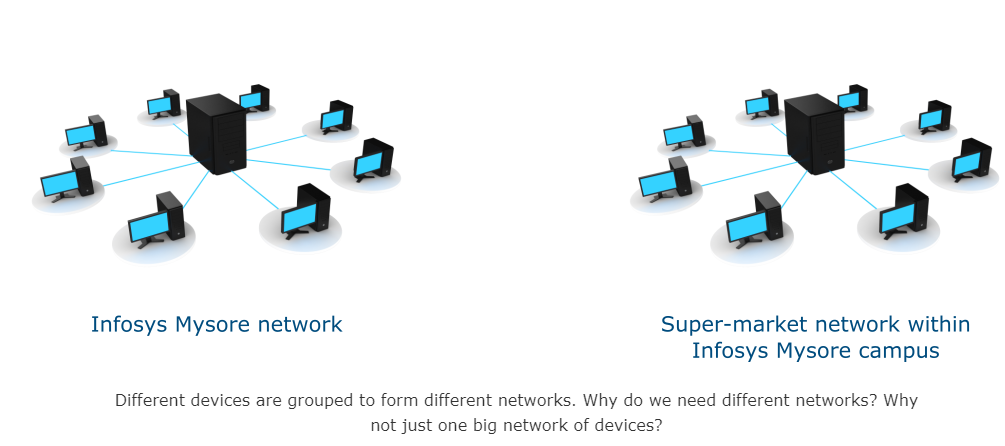 Infosys Mysore network
Super-market network within
Infosys Mysore campus
Different devices are grouped to form different networks. Why do we need different networks? Why
not just one big network of devices?